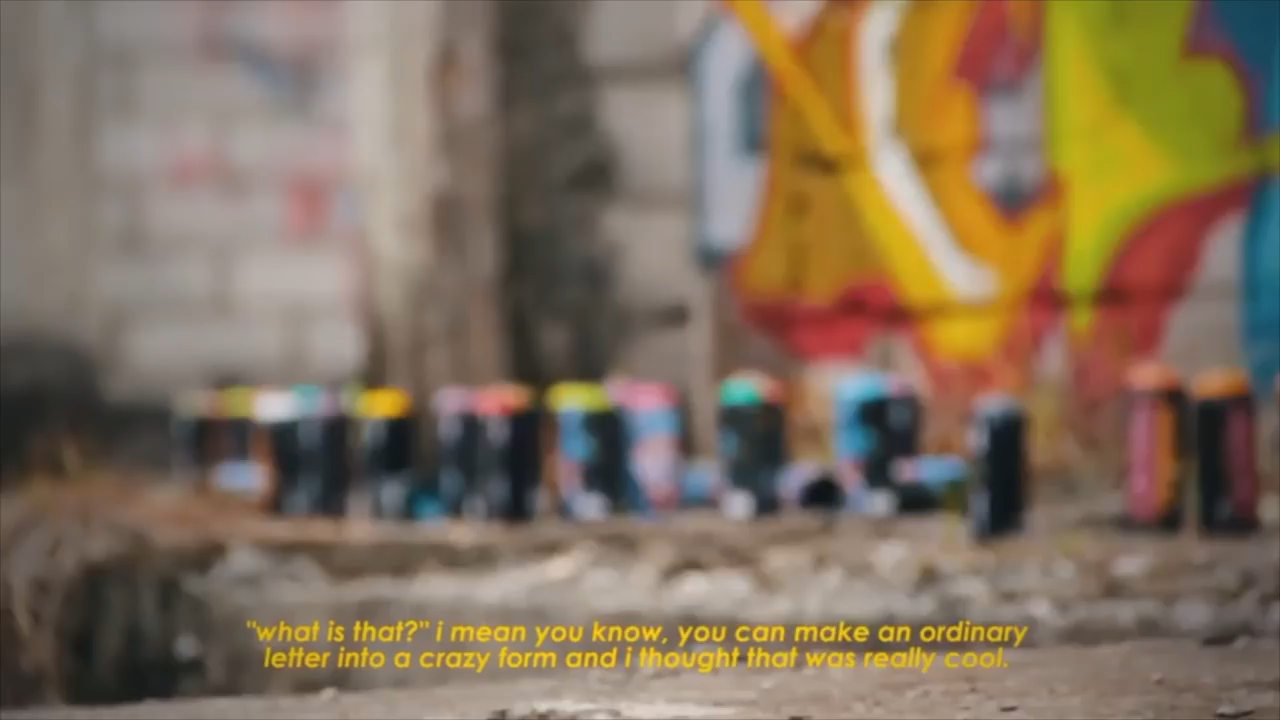 "what is that?" i mean you know, you can make an ordinary
letter into a crazy form and i thought that was really cool.